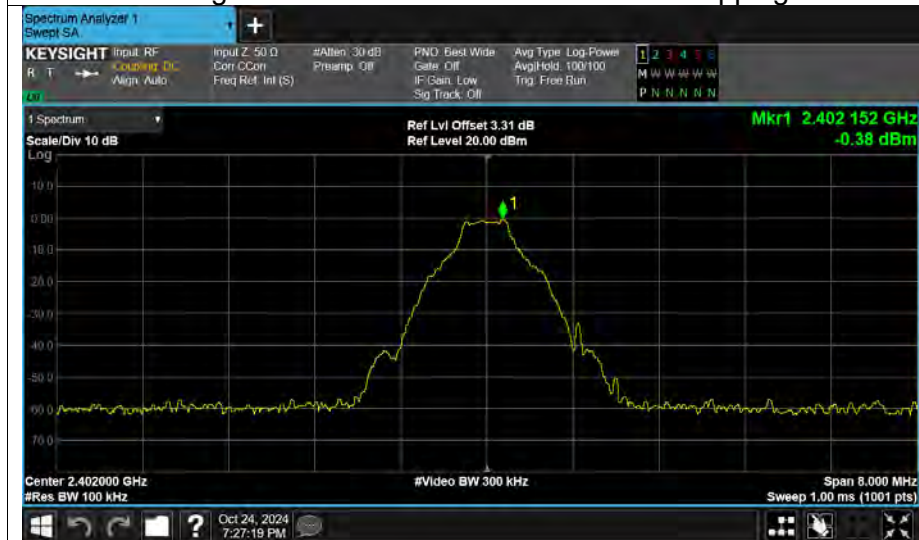 Spectrum Analyzer 1
Swept SA
+
KEYSIGHT
R T
Input: RF
Coupling: DC
Align: Auto
Input Z: 50 Ω
Corr CCorr
Freq Ref: Int (S)
#Atten: 30 dB
Preamp: Off
PNO: Best Wide
Gate: Off
IF Gain: Low
Sig Track: Off
Avg Type: Log-Power
Avg|Hold: 100/100
Trig: Free Run
1 2 3 4 5 6
M W W W W W
P N N N N N
1 Spectrum
Scale/Div 10 dB
Log
Ref Lvl Offset 3.31 dB
Ref Level 20.00 dBm
Mkr1 2.402 152 GHz
-0.38 dBm
10.0
0.00
-10.0
-20.0
-30.0
-40.0
-50.0
-60.0
-70.0
1
Center 2.402000 GHz
#Res BW 100 kHz
#Video BW 300 kHz
Span 8.000 MHz
Sweep 1.00 ms (1001 pts)
?
Oct 24, 2024
7:27:19 PM